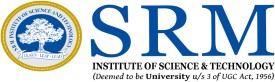 SRM
INSTITUTE OF SCIENCE & TECHNOLOGY
(Deemed to be University u/s 3 of UGC Act, 1956)